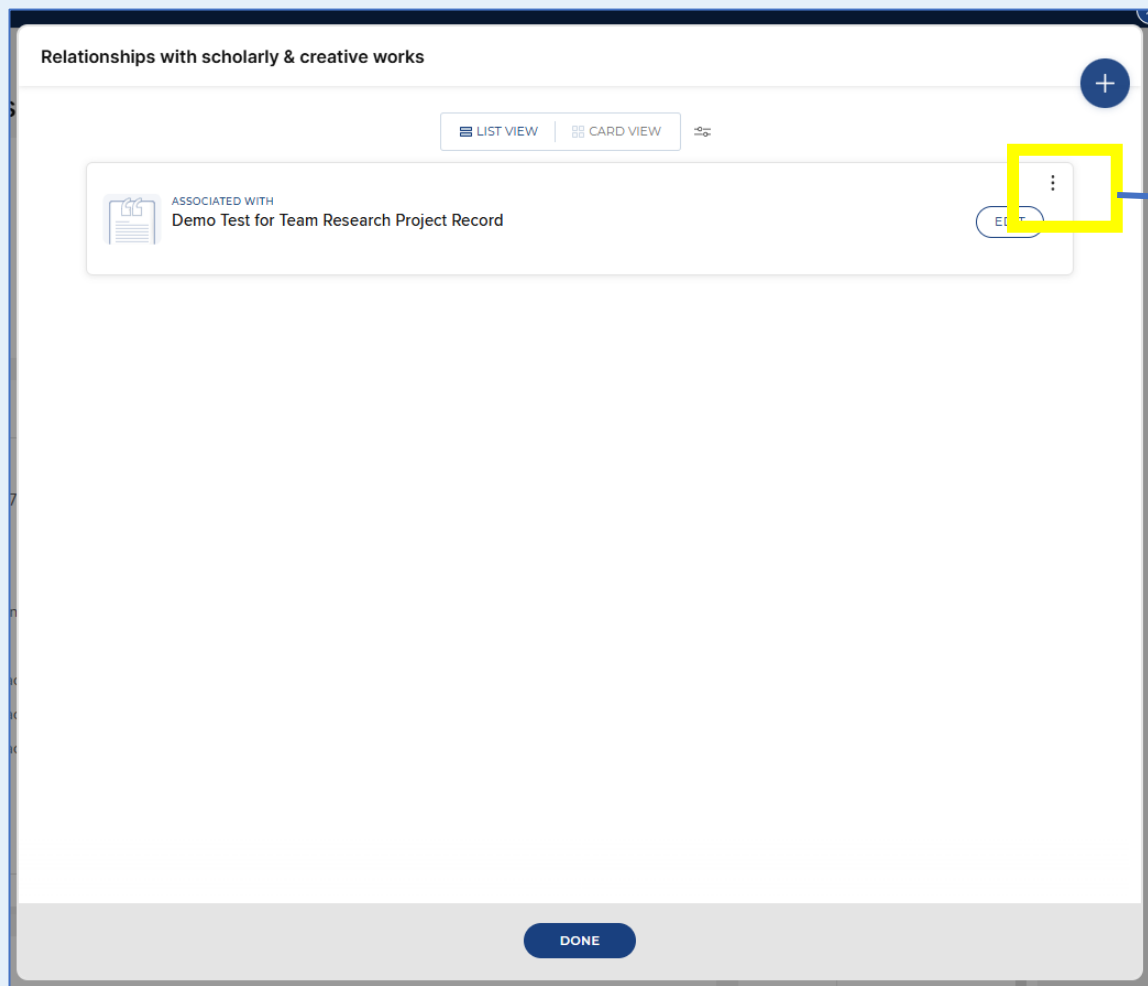 Relationships with scholarly & creative works
LIST VIEW
CARD VIEW
ASSOCIATED WITH
Demo Test for Team Research Project Record
EDIT
DONE